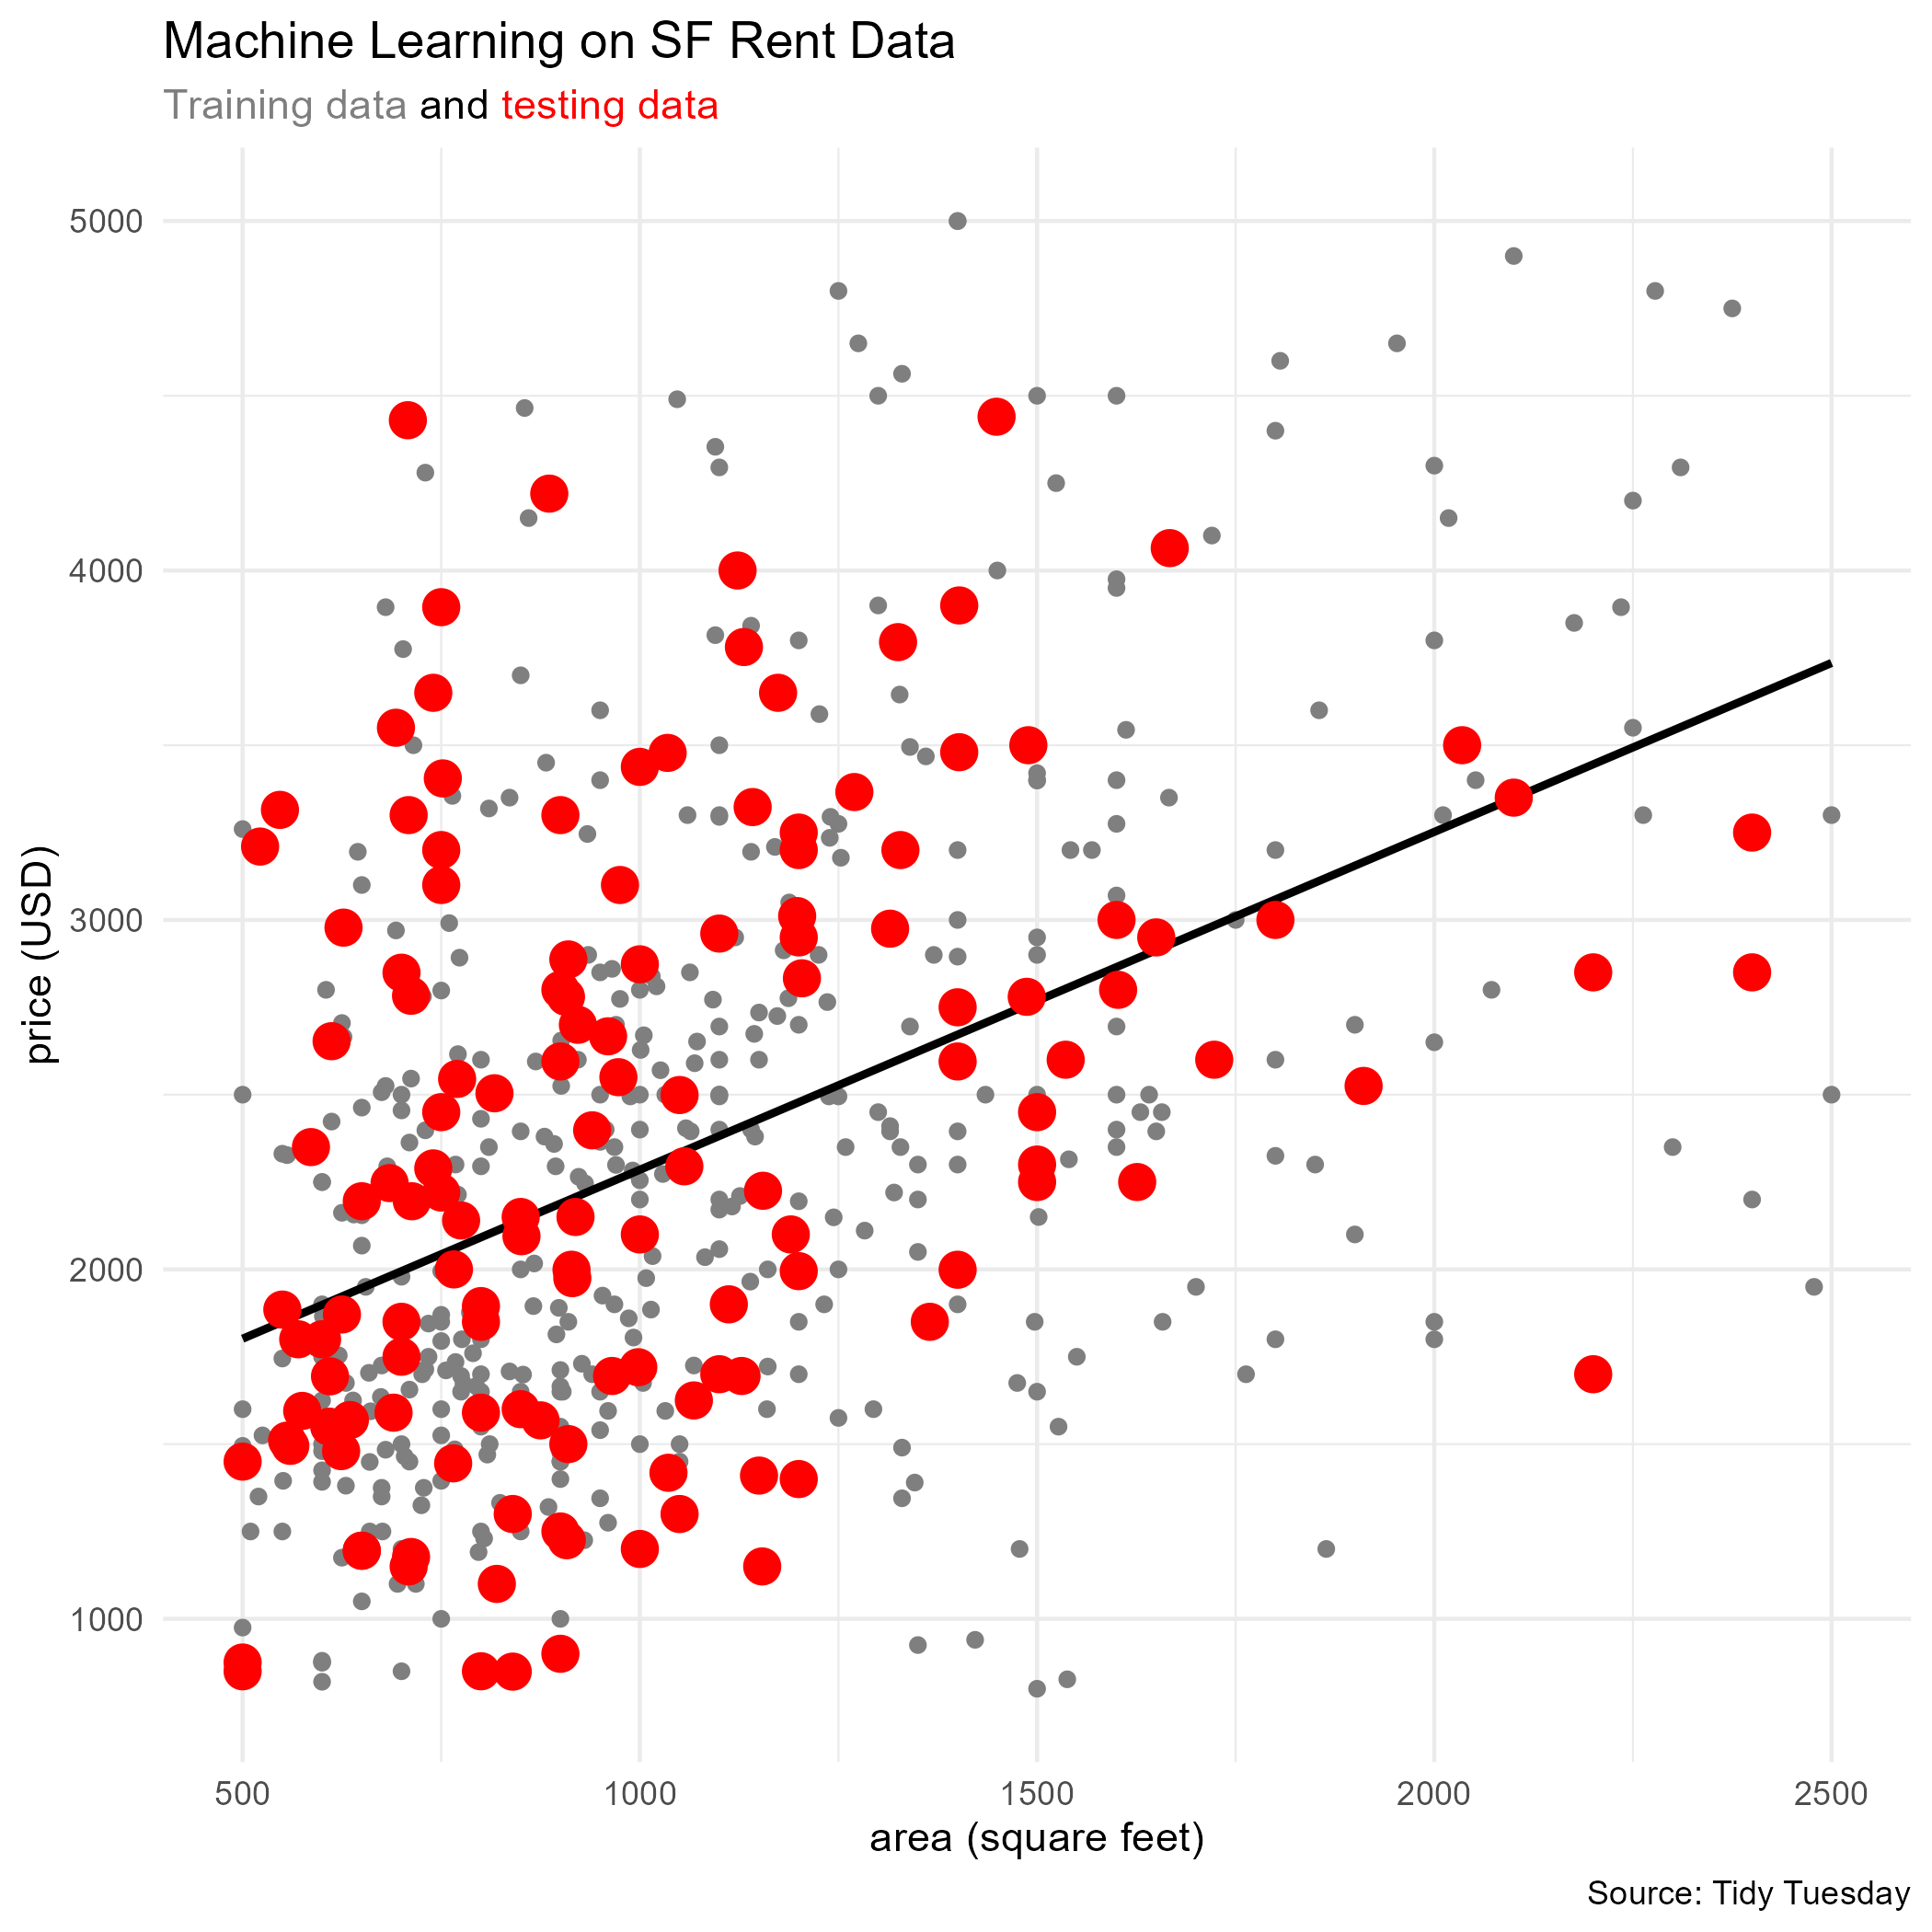 Machine Learning on SF Rent Data
Training data and testing data
5000
4000
3000
2000
1000
price (USD)
500 1000 1500 2000 2500
area (square feet)
Source: Tidy Tuesday